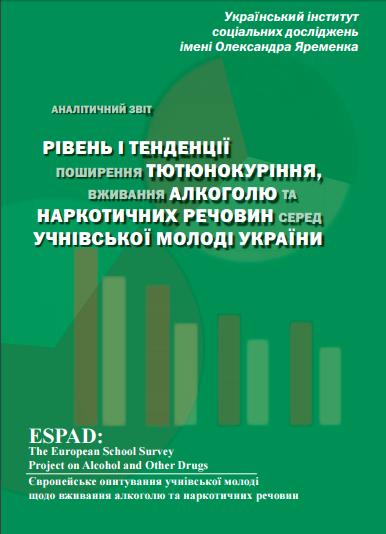 Український інститут
соціальних досліджень
імені Олександра Яременка
АНАЛІТИЧНИЙ ЗВІТ
РІВЕНЬ І ТЕНДЕНЦІЇ
ПОШИРЕННЯ ТЮТЮНОКУРІННЯ,
ВЖИВАННЯ АЛКОГОЛЮ ТА
НАРКОТИЧНИХ РЕЧОВИН СЕРЕД
УЧНІВСЬКОЇ МОЛОДІ УКРАЇНИ
ESPAD:
The European School Survey
Project on Alcohol and Other Drugs
Європейське опитування учнівської молоді
щодо вживання алкоголю та наркотичних речовин